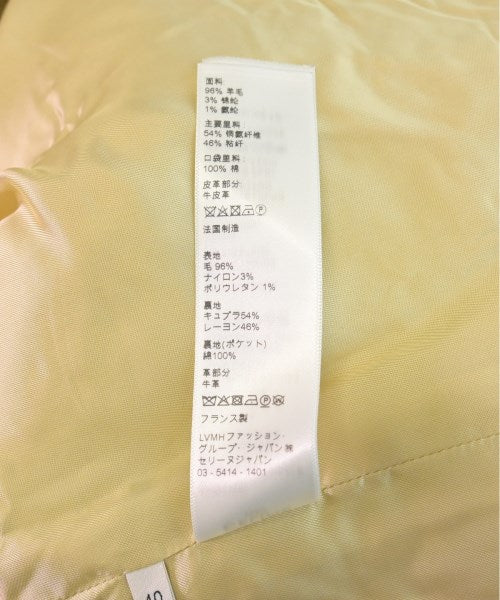 面料
96% 羊毛
3% 锦纶
1% 氨纶
主要里料
54% 铜氨纤维
46% 粘纤
口袋里料:
100% 棉
皮革部分:
牛皮革
法国制造
表地
毛 96%
ナイロン3%
ポリウレタン 1%
裏地
キュプラ54%
レーヨン46%
裏地(ポケット)
綿100%
革部分
牛革
フランス製
LVMHファッション・
グループ・ジャパン㈱
セリーヌジャパン
03 - 5414 - 1401
40